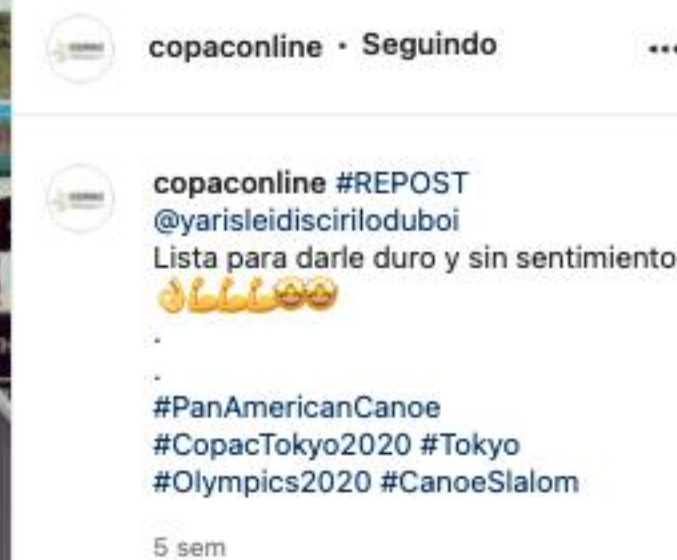 copaconline • Seguindo
copaconline #REPOST
@yarisleidisciriloduboi
Lista para darle duro y sin sentimiento
👌💪💪💪🤩🤩
.
.
#PanAmericanCanoe
#CopacTokyo2020 #Tokyo
#Olympics2020 #CanoeSlalom
5 sem